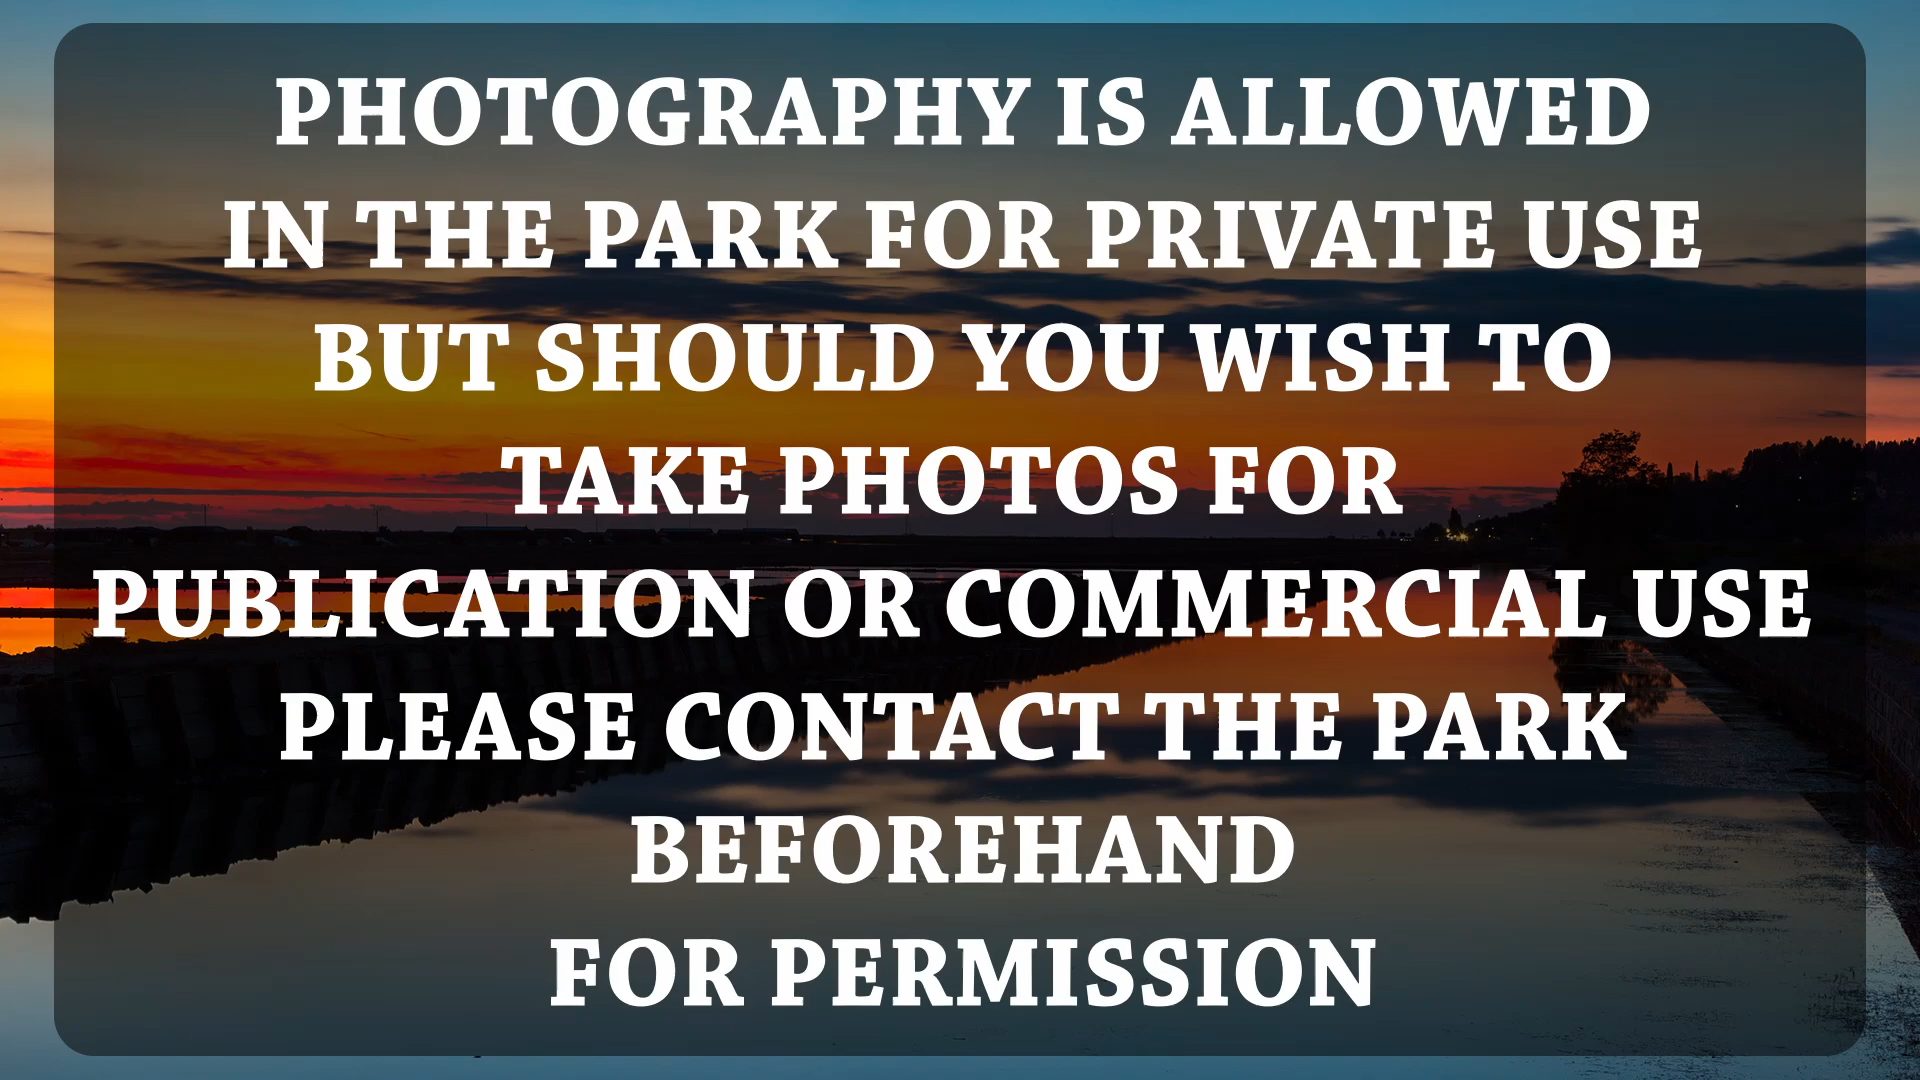 PHOTOGRAPHY IS ALLOWED
IN THE PARK FOR PRIVATE USE
BUT SHOULD YOU WISH TO
TAKE PHOTOS FOR
PUBLICATION OR COMMERCIAL USE
PLEASE CONTACT THE PARK
BEFOREHAND
FOR PERMISSION